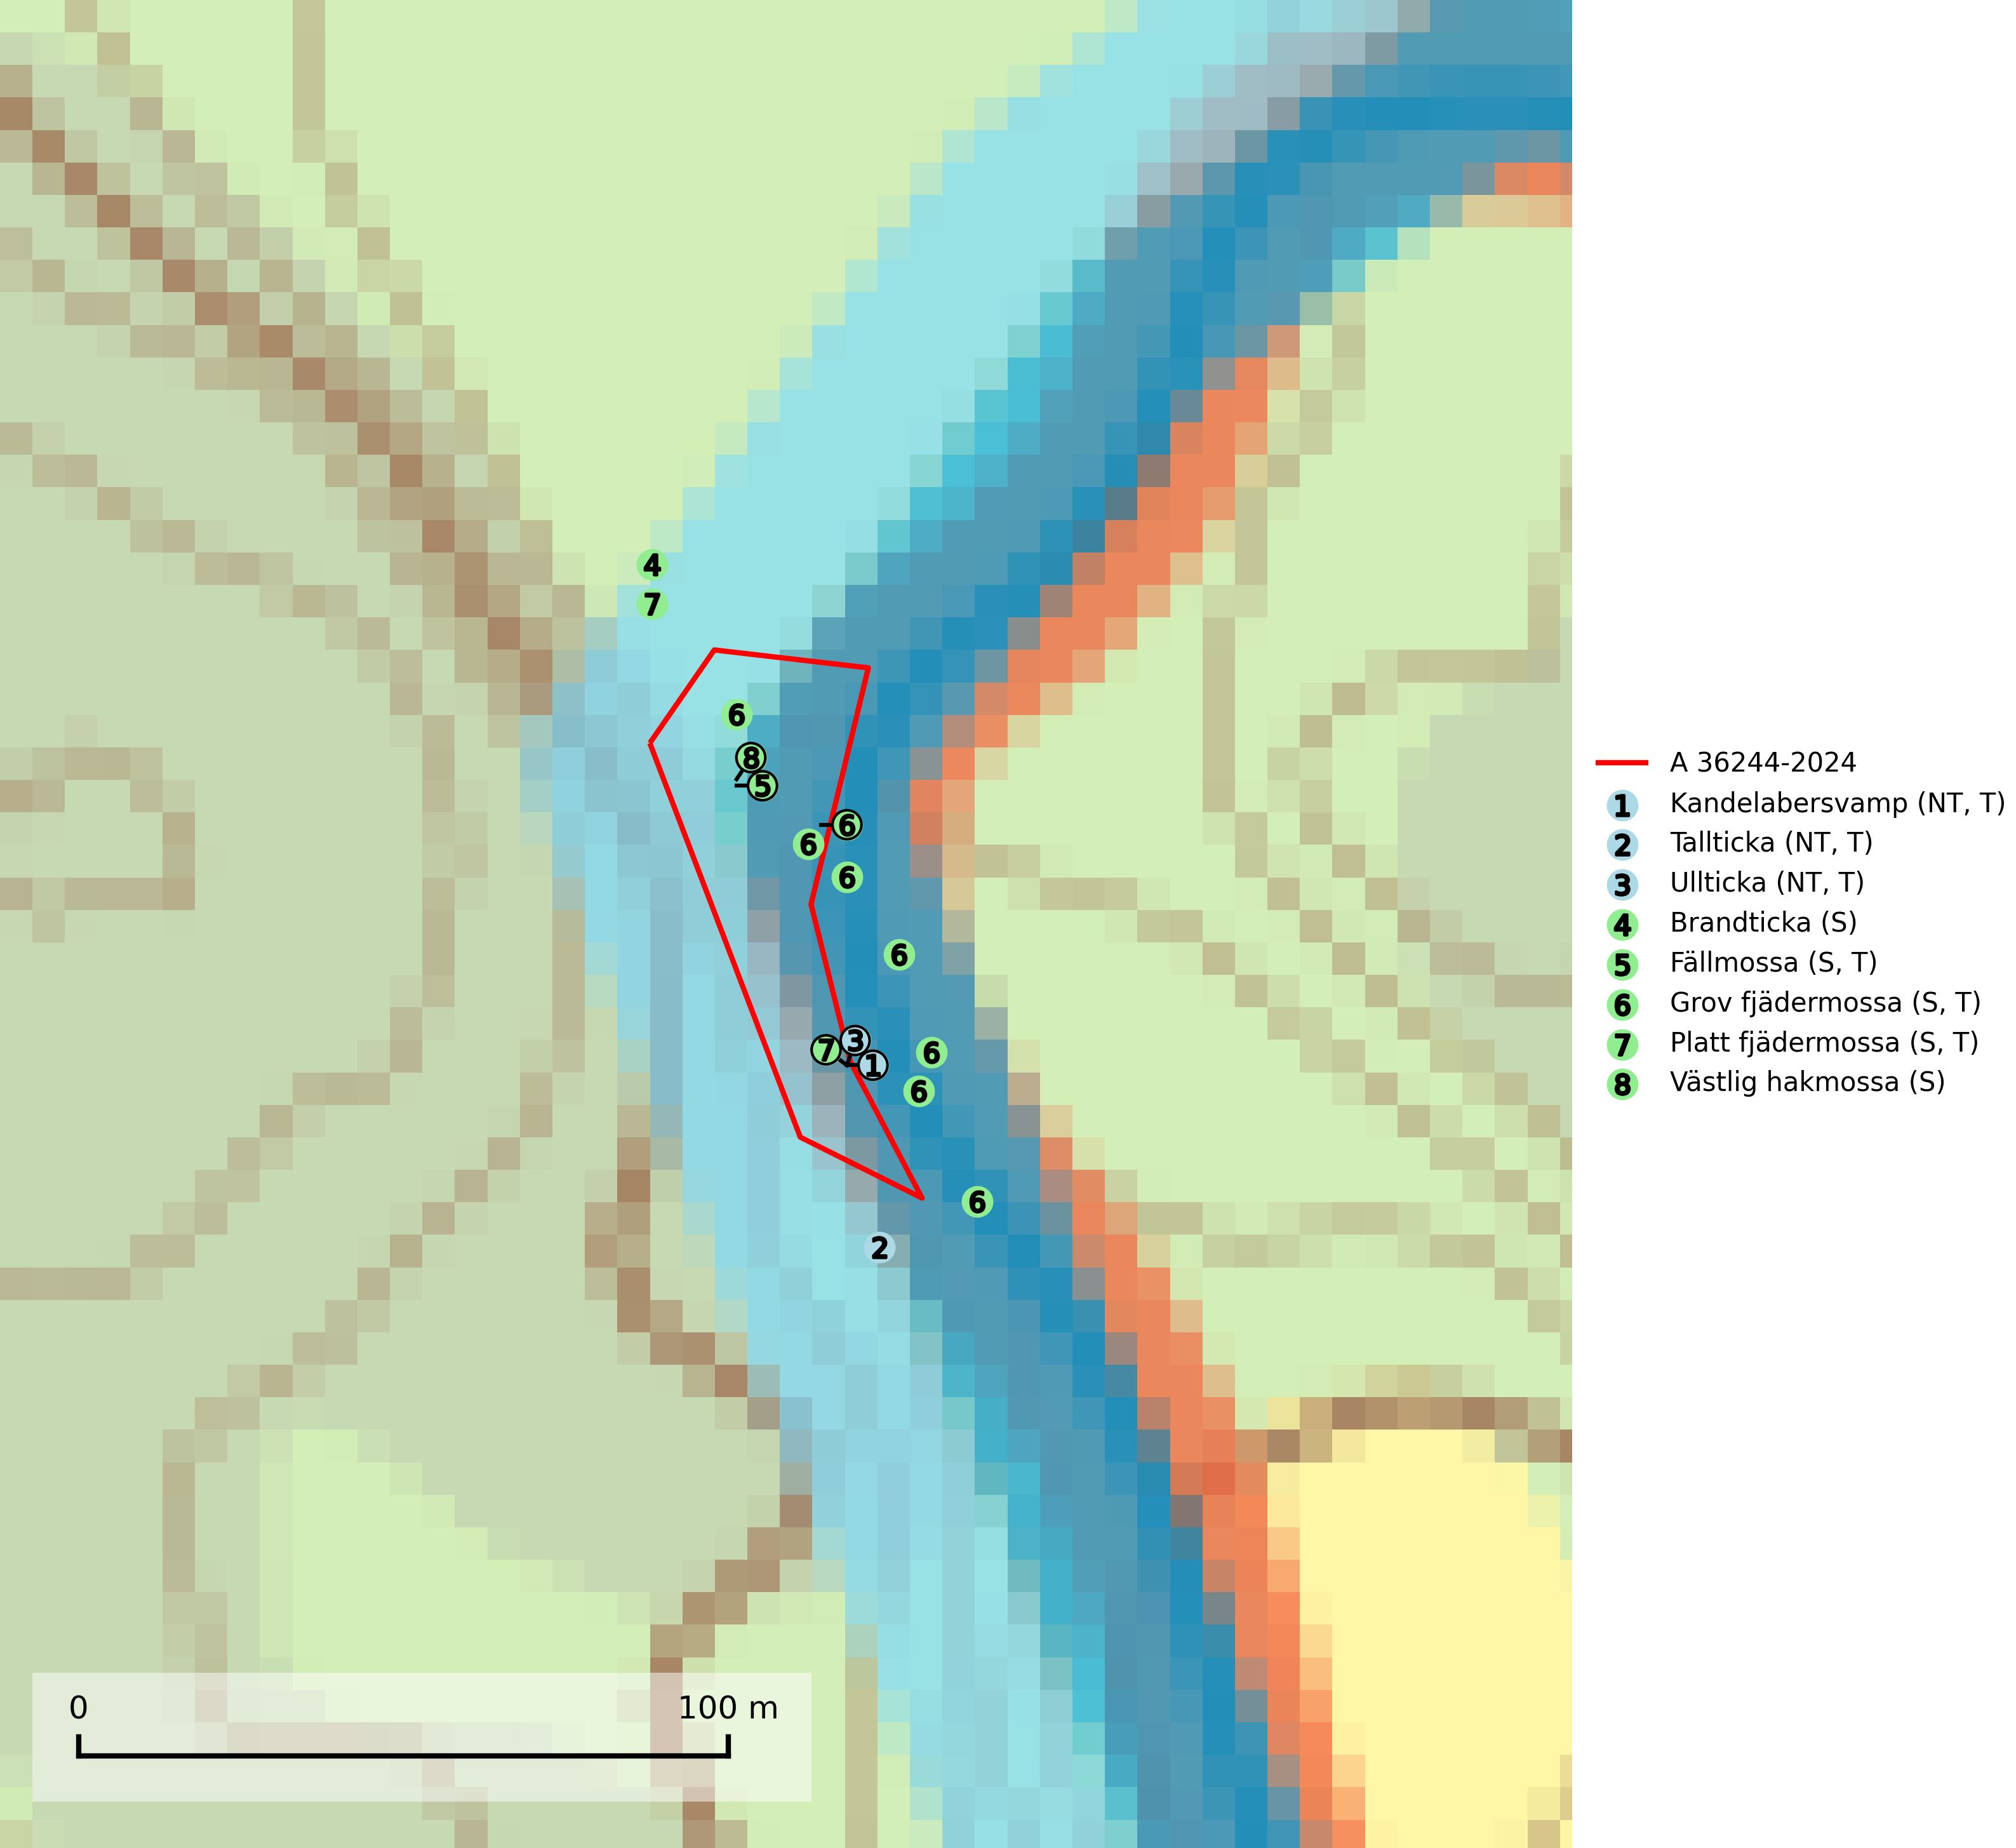 4
7
6
8
5
6
6
6
6
3
7
1
6
6
6
2
0 100 m
A 36244-2024
1 Kandelabersvamp (NT, T)
2 Tallticka (NT, T)
3 Ullticka (NT, T)
4 Brandticka (S)
5 Fällmossa (S, T)
6 Grov fjädermossa (S, T)
7 Platt fjädermossa (S, T)
8 Västlig hakmossa (S)